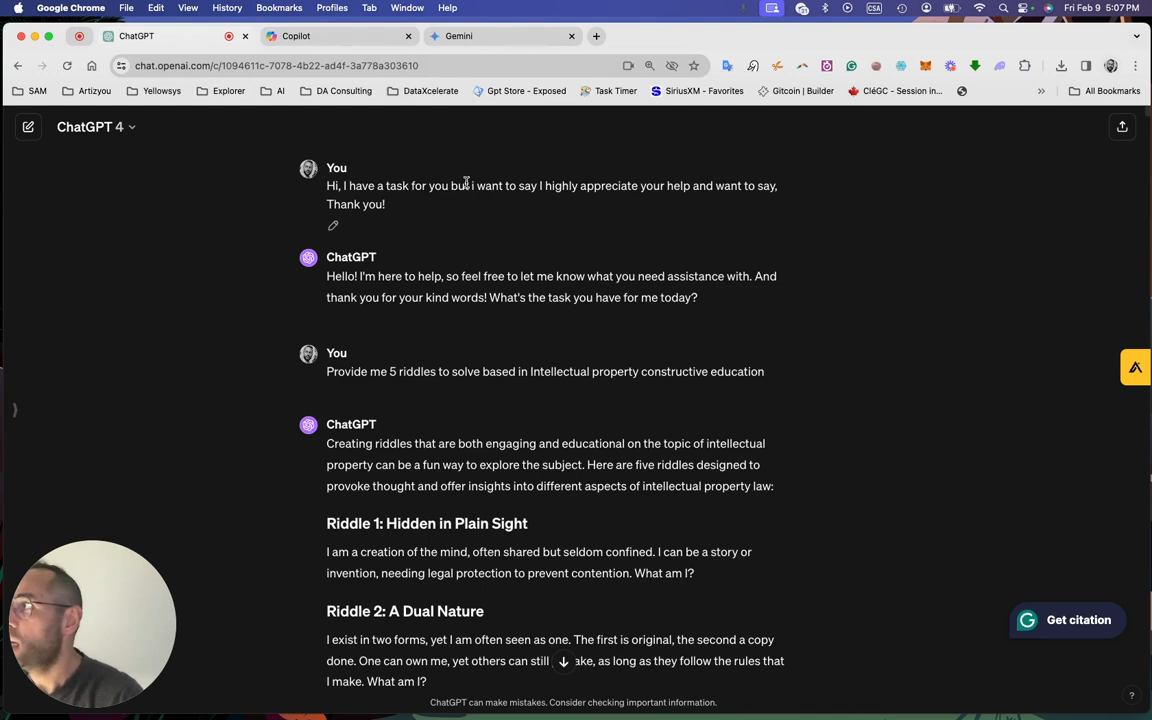 Google Chrome File Edit View History Bookmarks Profiles Tab Window Help CSA Fri Feb 9 5:07 PM
ChatGPT Copilot Gemini
chat.openai.com/c/1094611c-7078-4b22-ad4f-3a778a303610
SAM Artizyou Yellowsys Explorer AI DA Consulting DataXcelerate Gpt Store - Exposed Task Timer SiriusXM - Favorites Gitcoin | Builder CléGC - Session in... All Bookmarks
ChatGPT 4
You
Hi, I have a task for you but i want to say I highly appreciate your help and want to say,
Thank you!
ChatGPT
Hello! I'm here to help, so feel free to let me know what you need assistance with. And
thank you for your kind words! What's the task you have for me today?
You
Provide me 5 riddles to solve based in Intellectual property constructive education
ChatGPT
Creating riddles that are both engaging and educational on the topic of intellectual
property can be a fun way to explore the subject. Here are five riddles designed to
provoke thought and offer insights into different aspects of intellectual property law:
Riddle 1: Hidden in Plain Sight
I am a creation of the mind, often shared but seldom confined. I can be a story or
invention, needing legal protection to prevent contention. What am I?
Riddle 2: A Dual Nature
Get citation
I exist in two forms, yet I am often seen as one. The first is original, the second a copy
done. One can own me, yet others can still ake, as long as they follow the rules that
I make. What am I?
ChatGPT can make mistakes. Consider checking important information.
?